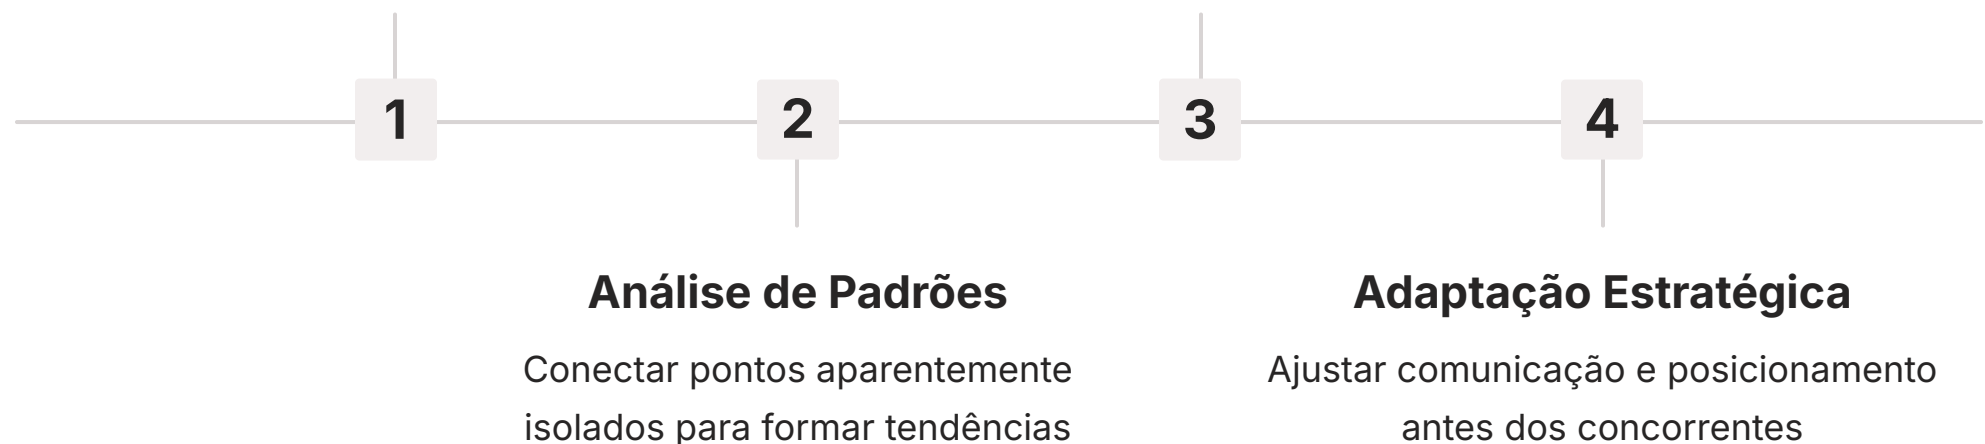 1
2
3
4
Análise de Padrões
Conectar pontos aparentemente
isolados para formar tendências
Adaptação Estratégica
Ajustar comunicação e posicionamento
antes dos concorrentes